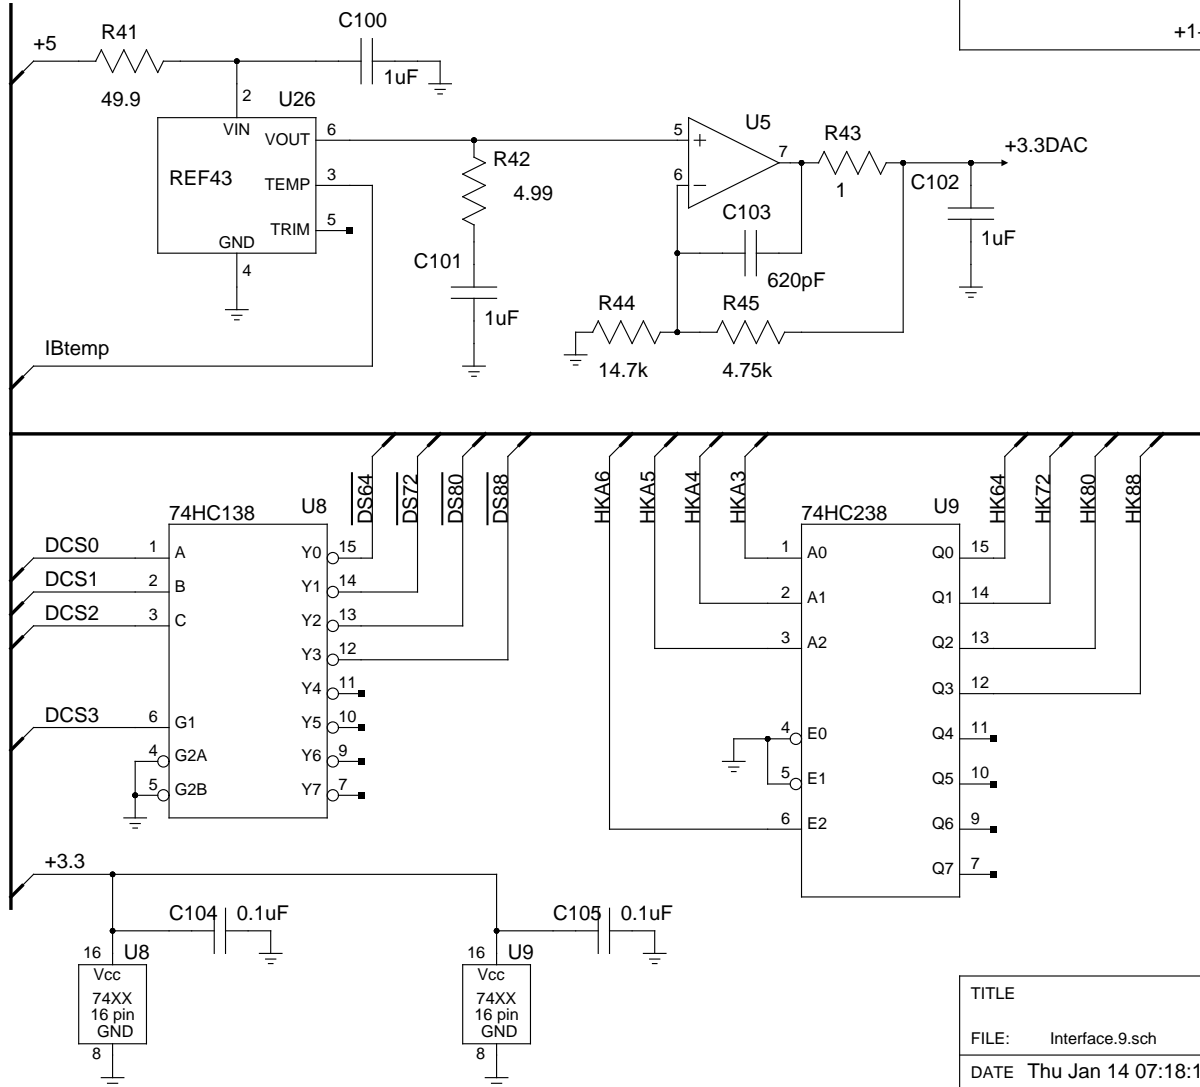 C100
R41
+5
+1
1uF
49.9
2
U26
VIN
6
VOUT
REF43
TEMP
3
TRIM
5
GND
4
R42
4.99
C101
1uF
5
+
6
−
U5
7
R43
1
+3.3DAC
C102
1uF
C103
620pF
R44
R45
14.7k
4.75k
IBtemp
DS64
DS72
DS80
DS88
HKA6
HKA5
HKA4
HKA3
HK64
HK72
HK80
HK88
74HC138
U8
DCS0
1
A
Y0
15
DCS1
2
B
Y1
14
DCS2
3
C
Y2
13
Y3
12
Y4
11
DCS3
6
G1
Y5
10
4
G2A
Y6
9
5
G2B
Y7
7
74HC238
U9
1
A0
Q0
15
2
A1
Q1
14
3
A2
Q2
13
Q3
12
4
E0
Q4
11
5
E1
Q5
10
6
E2
Q6
9
Q7
7
+3.3
C104
0.1uF
16
U8
Vcc
74XX
16 pin
GND
8
C105
0.1uF
16
U9
Vcc
74XX
16 pin
GND
8
TITLE
FILE: Interface.9.sch
DATE Thu Jan 14 07:18:1